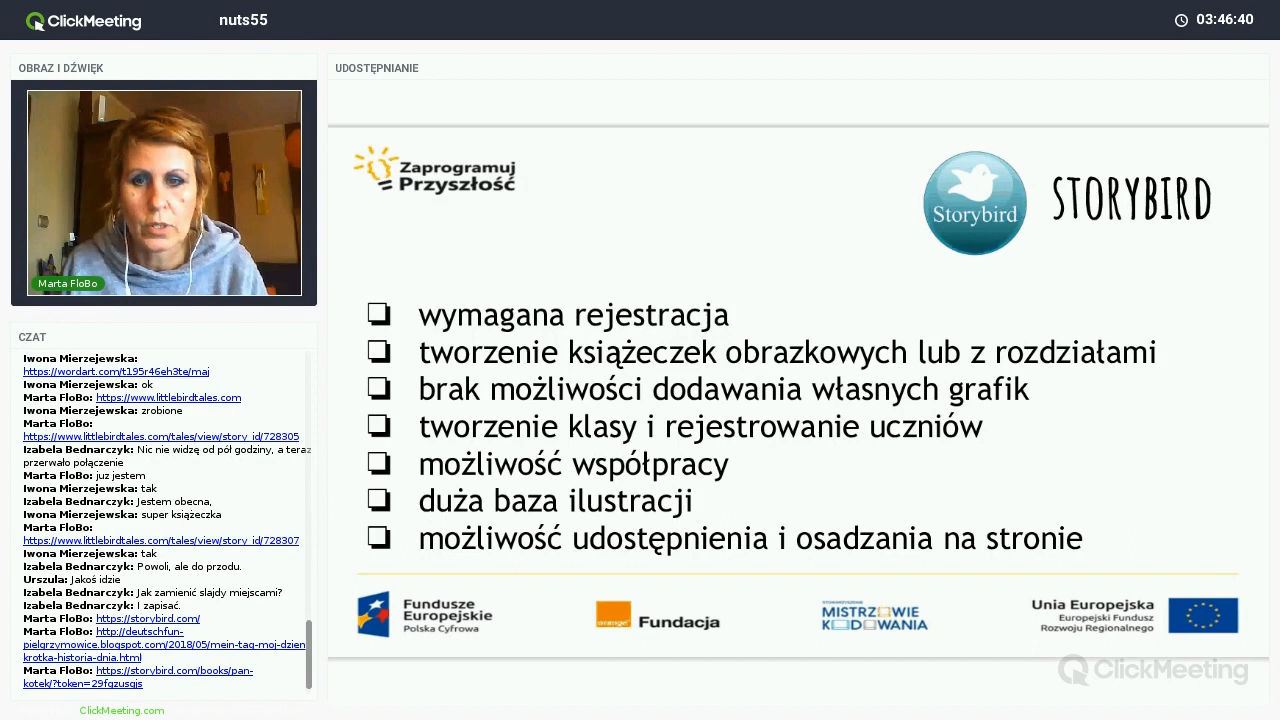 ClickMeeting
nuts55
03:46:40
OBRAZ I DŹWIĘK
Marta FloBo
CZAT
Iwona Mierzejewska:
https://wordart.com/t195r46eh3te/maj
Iwona Mierzejewska: ok
Marta FloBo: https://www.littlebirdtales.com
Iwona Mierzejewska: zrobione
Marta FloBo:
https://www.littlebirdtales.com/tales/view/story_id/728305
Izabela Bednarczyk: Nic nie widzę od pół godziny, a teraz
przerwało połączenie
Marta FloBo: juz jestem
Iwona Mierzejewska: tak
Izabela Bednarczyk: Jestem obecna,
Iwona Mierzejewska: super książeczka
Marta FloBo:
https://www.littlebirdtales.com/tales/view/story_id/728307
Iwona Mierzejewska: tak
Izabela Bednarczyk: Powoli, ale do przodu.
Urszula: Jakoś idzie
Izabela Bednarczyk: Jak zamienić slajdy miejscami?
Izabela Bednarczyk: I zapisać.
Marta FloBo: https://storybird.com/
Marta FloBo: http://deutschfun-
pielgrzymowice.blogspot.com/2018/05/mein-tag-moj-dzien-
krotka-historia-dnia.html
Marta FloBo: https://storybird.com/books/pan-
kotek/?token=29fqzusqjs
ClickMeeting.com
UDOSTĘPNIANIE
Zaprogramuj
Przyszłość
Storybird
STORYBIRD
wymagana rejestracja
tworzenie książeczek obrazkowych lub z rozdziałami
brak możliwości dodawania własnych grafik
tworzenie klasy i rejestrowanie uczniów
możliwość współpracy
duża baza ilustracji
możliwość udostępnienia i osadzania na stronie
Fundusze
Europejskie
Polska Cyfrowa
orange
Fundacja
STOWARZYSZENIE
MISTRZOWIE
KODOWANIA
Unia Europejska
Europejski Fundusz
Rozwoju Regionalnego
ClickMeeting